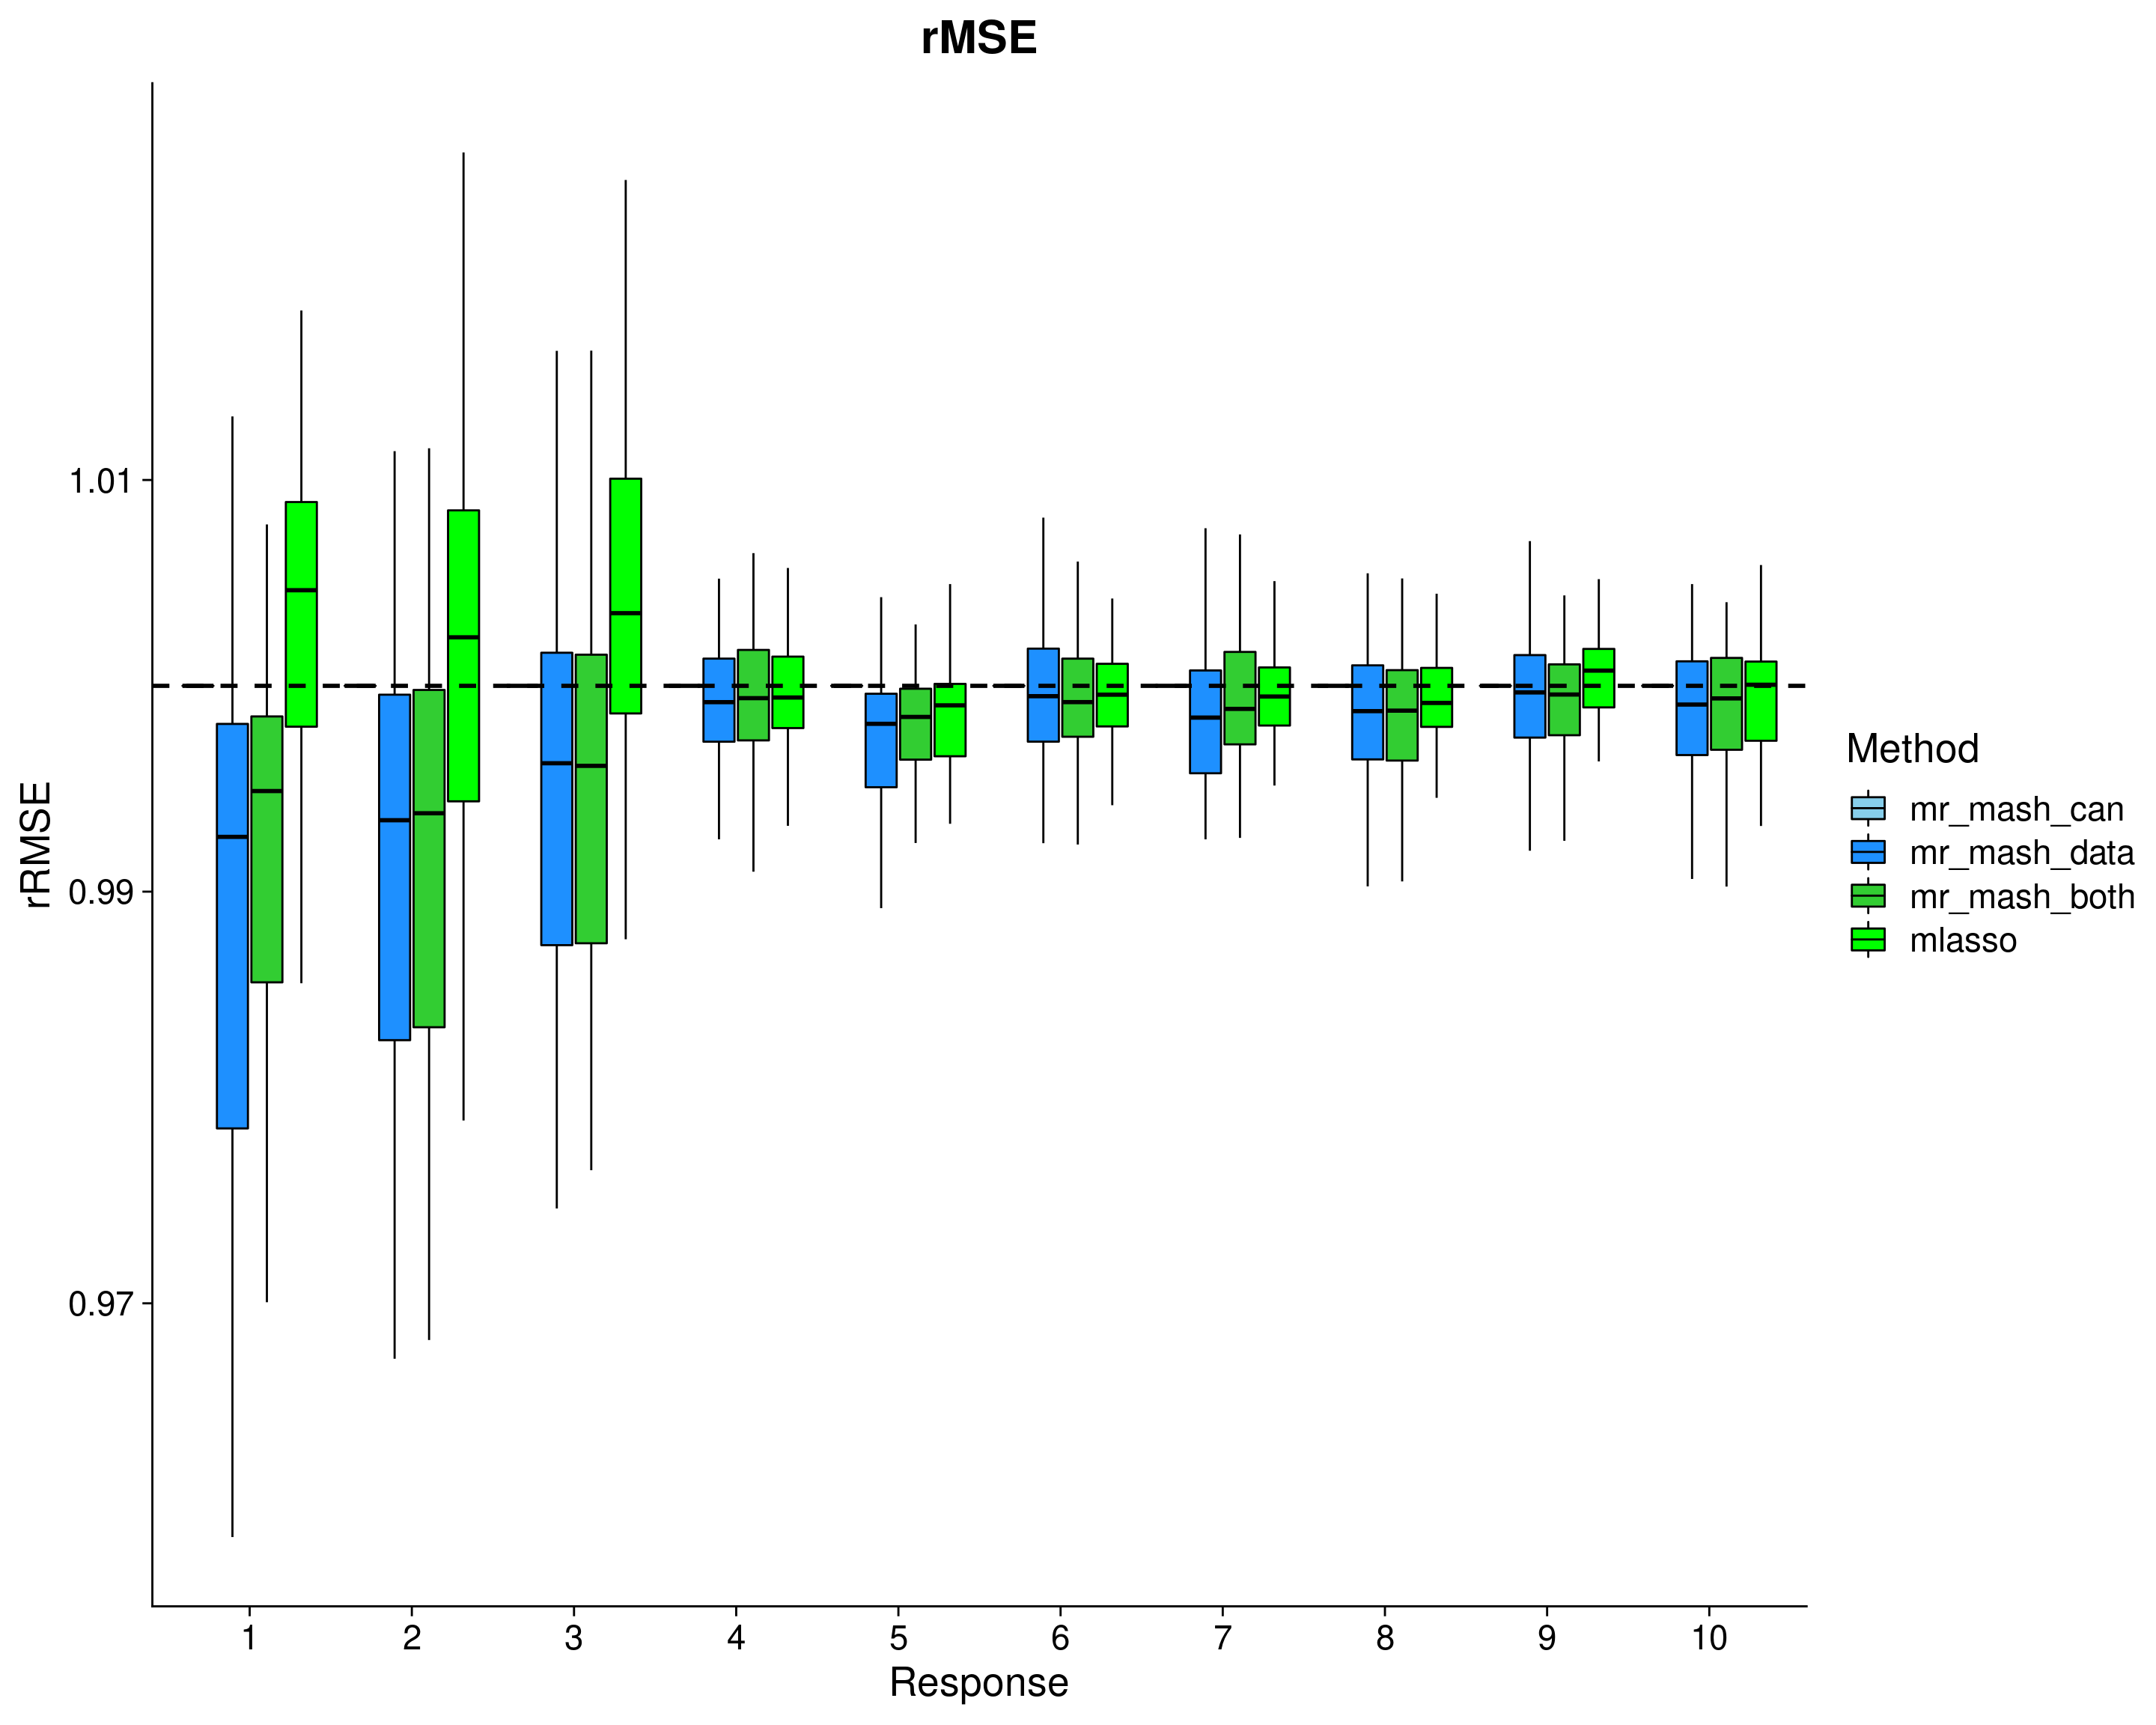 rMSE
rRMSE
1.01
0.99
0.97
1 2 3 4 5 6 7 8 9 10
Response
Method
mr_mash_can
mr_mash_data
mr_mash_both
mlasso